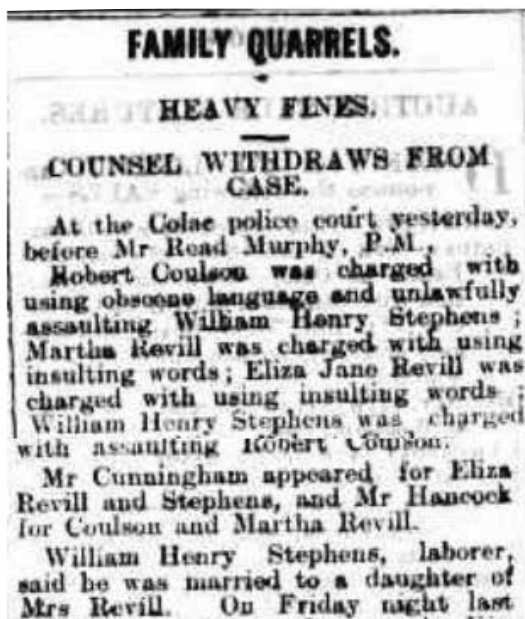 FAMILY QUARRELS.
HEAVY FINES.
COUNSEL WITHDRAWS FROM
CASE.
At the Colac police court yesterday,
before Mr Read Murphy, P.M.,
Robert Coulson was charged with
using obscene language and unlawfully
assaulting William Henry Stephens;
Martha Revill was charged with using
insulting words; Eliza Jane Revill was
charged with using insulting words
William Henry Stephens was charged
with assaulting Robert Coulson.
Mr Cunningham appeared for Eliza
Revill and Stephens, and Mr Hancock
for Coulson and Martha Revill.
William Henry Stephens, laborer,
said he was married to a daughter of
Mrs Revill. On Friday night last